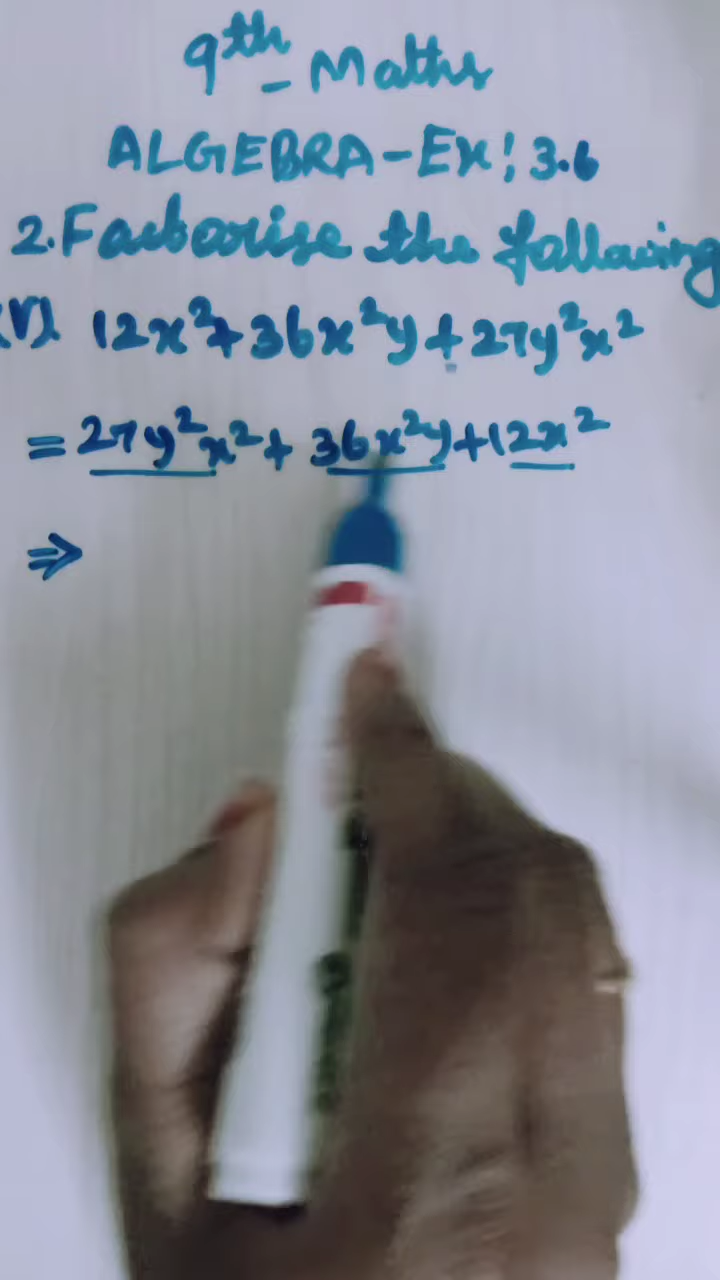 9th - Maths
ALGEBRA - Ex: 3.6
2. Factorise the following
(v). 12x²+36x²y+27y²x²
= 27y²x²+36x²y+12x²
⇒